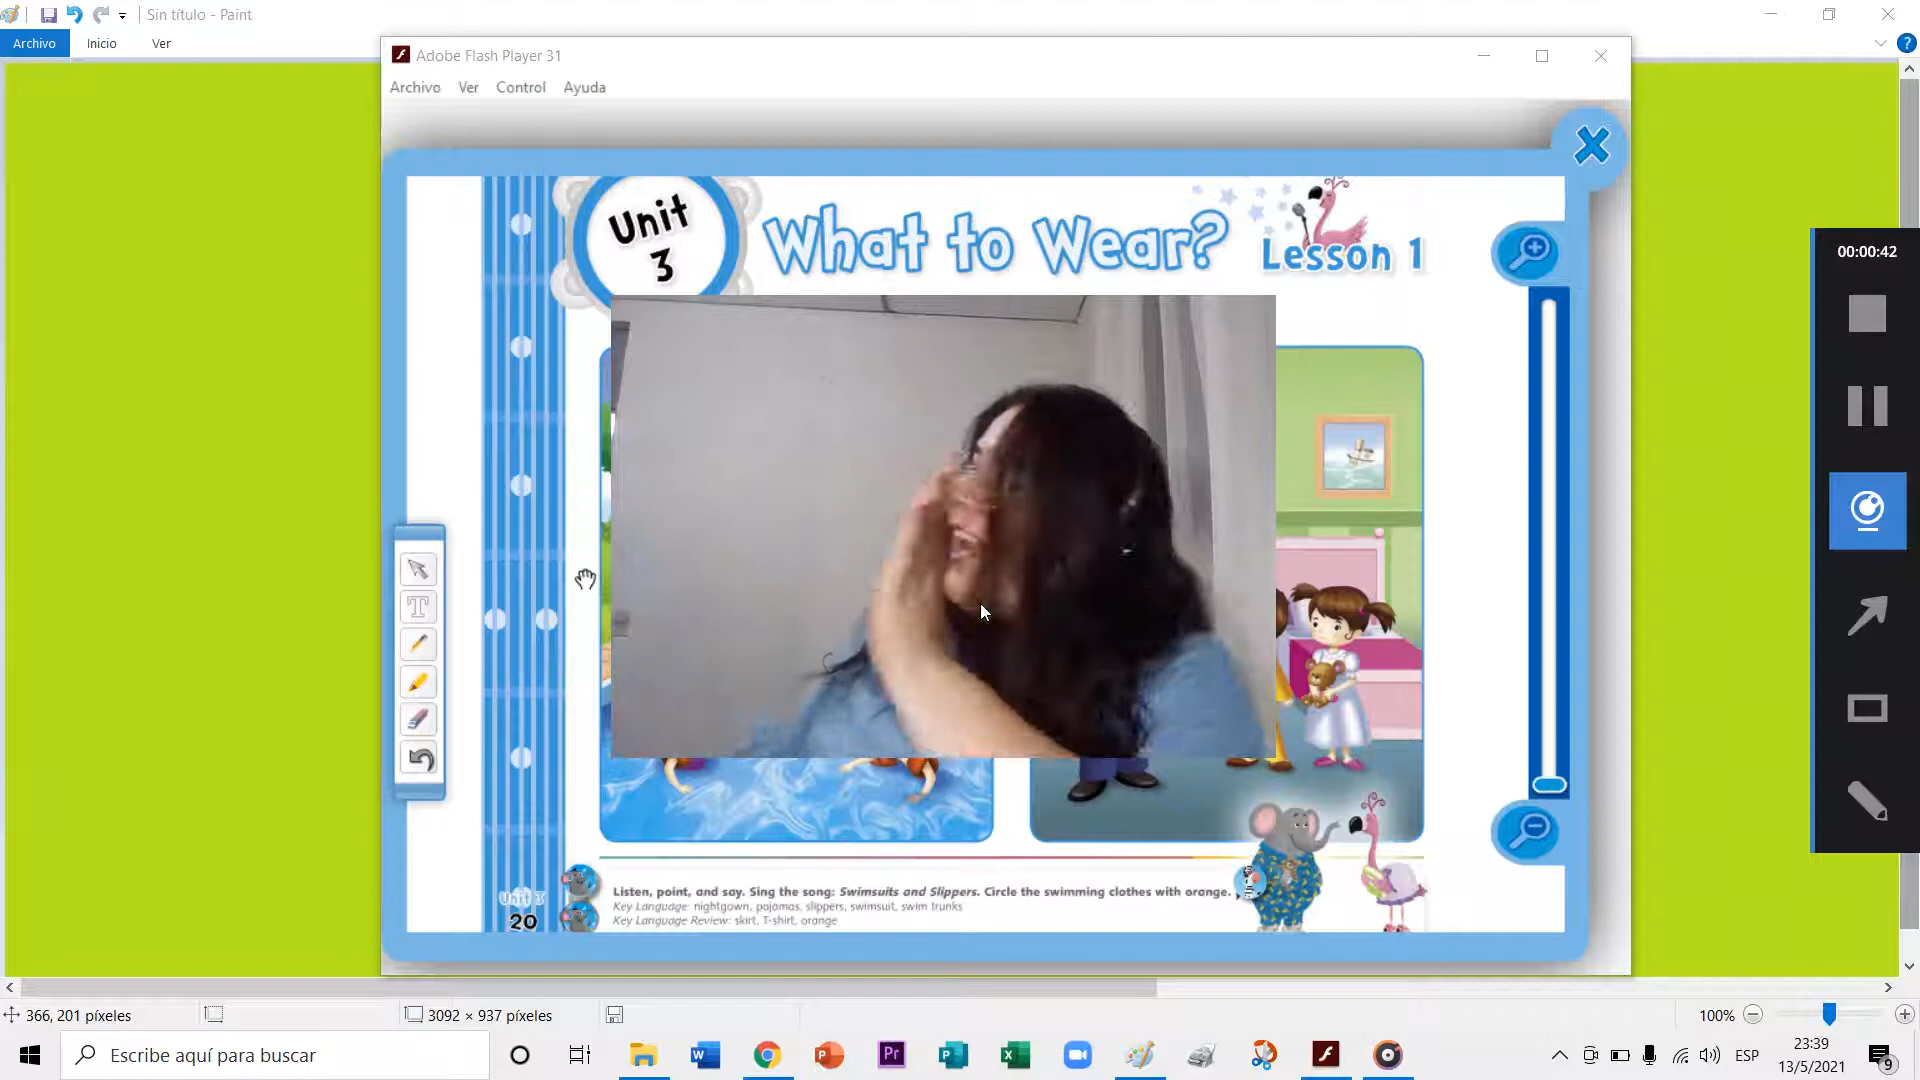 Sin título - Paint
Archivo Inicio Ver
Adobe Flash Player 31
Archivo Ver Control Ayuda
Unit
3
What to Wear?
Lesson 1
00:00:42
T
Listen, point, and say. Sing the song: Swimsuits and Slippers. Circle the swimming clothes with orange.
Key Language: nightgown, pajamas, slippers, swimsuit, swim trunks
Key Language Review: skirt, T-shirt, orange
Unit 3
20
366, 201 píxeles
3092 × 937 píxeles
100%
Escribe aquí para buscar
ESP
23:39
13/5/2021
9